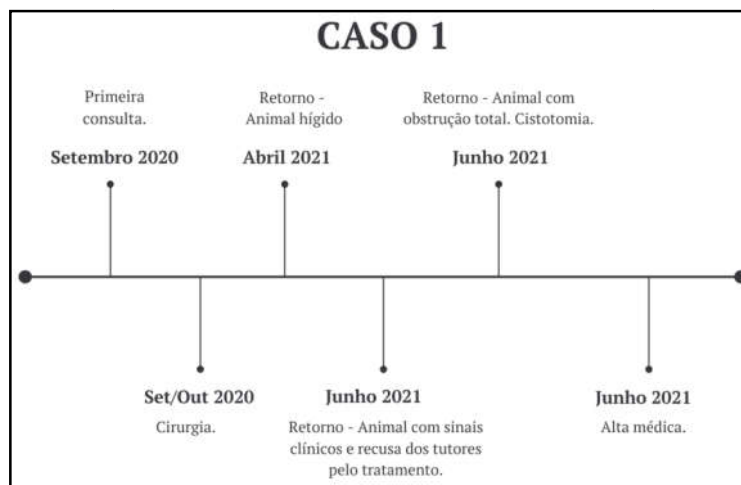 CASO 1
Primeira
consulta.
Setembro 2020
Retorno -
Animal hígido
Abril 2021
Retorno - Animal com
obstrução total. Cistotomia.
Junho 2021
Set/Out 2020
Cirurgia.
Junho 2021
Retorno - Animal com sinais
clínicos e recusa dos tutores
pelo tratamento.
Junho 2021
Alta médica.